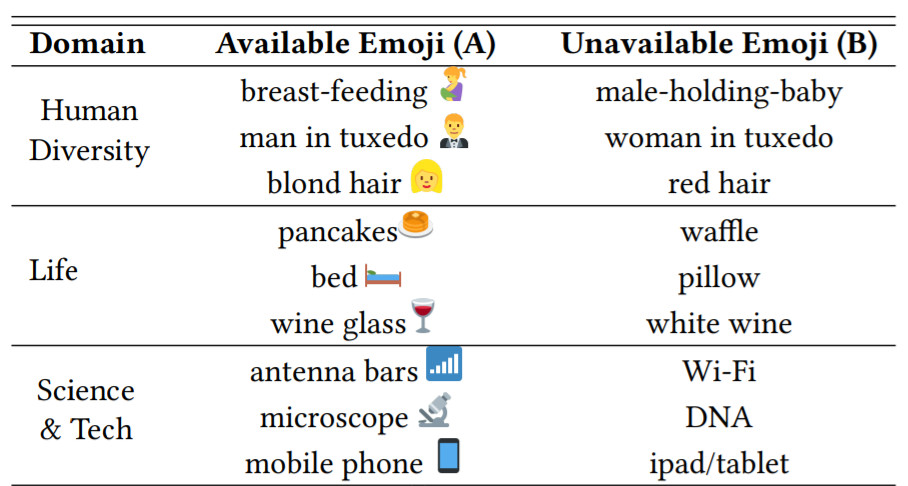 Domain Available Emoji (A) Unavailable Emoji (B)
Human Diversity
breast-feeding male-holding-baby
man in tuxedo woman in tuxedo
blond hair red hair
Life
pancakes waffle
bed pillow
wine glass white wine
Science & Tech
antenna bars Wi-Fi
microscope DNA
mobile phone ipad/tablet